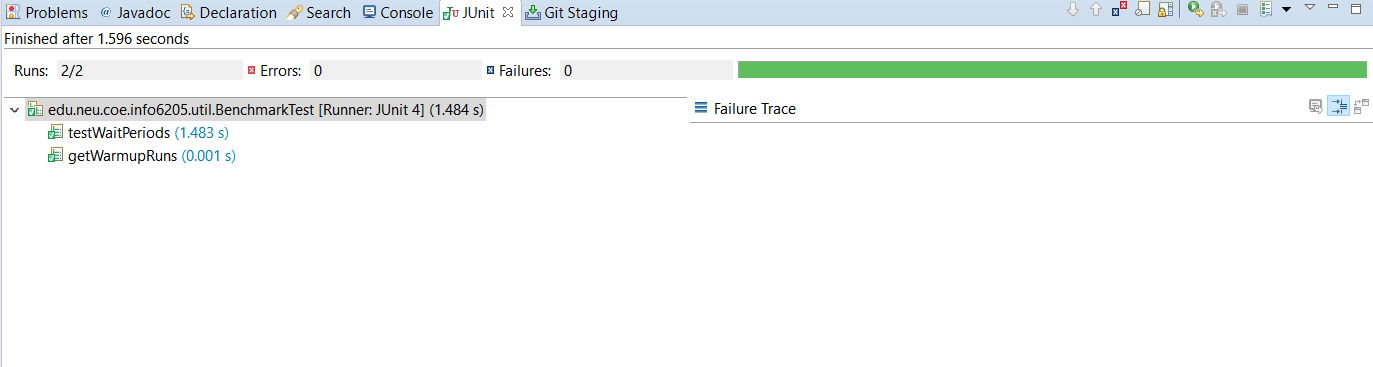 Problems @ Javadoc Declaration Search Console JUnit Git Staging
Finished after 1.596 seconds
Runs: 2/2 Errors: 0 Failures: 0
edu.neu.coe.info6205.util.BenchmarkTest [Runner: JUnit 4] (1.484 s) Failure Trace
testWaitPeriods (1.483 s)
getWarmupRuns (0.001 s)